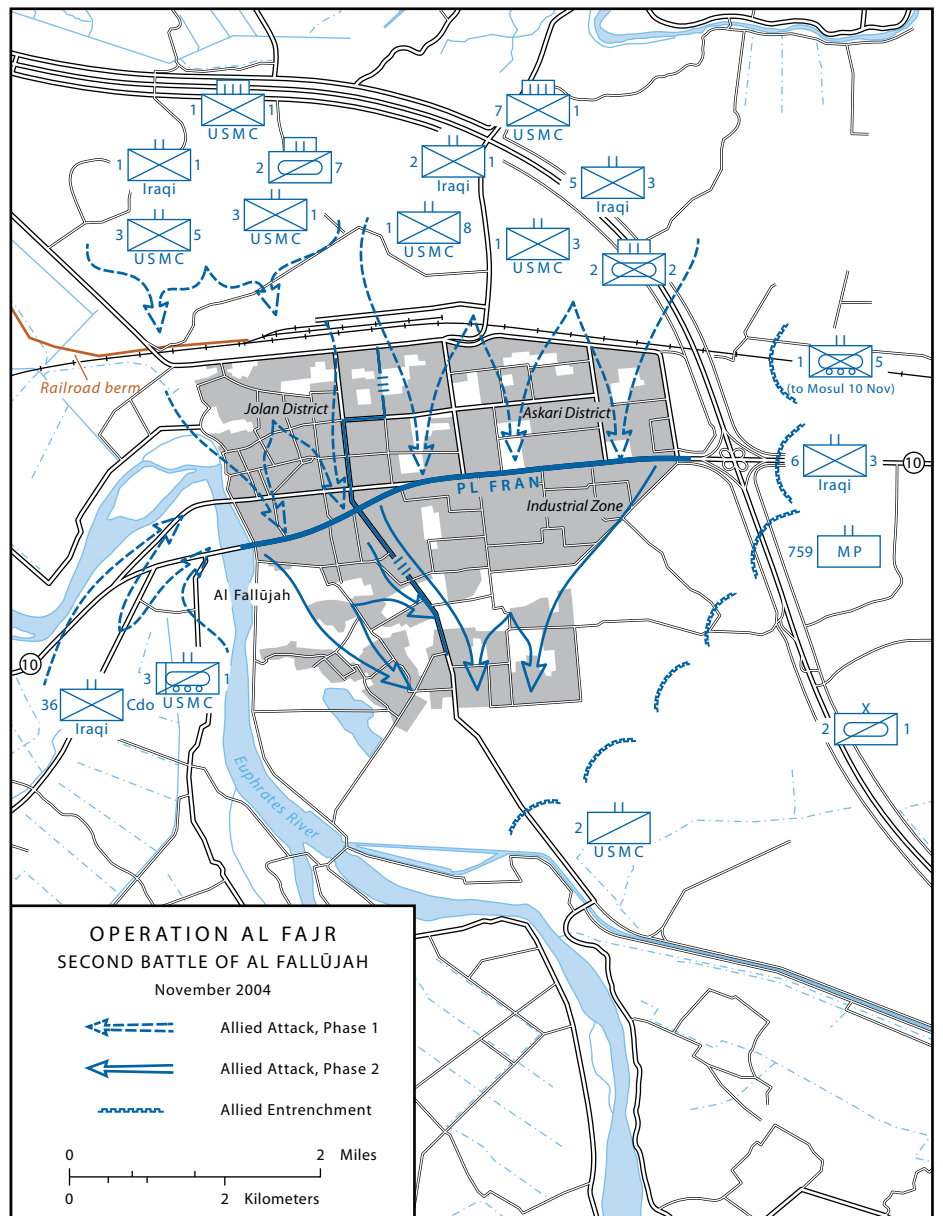 1 1
USMC
7 1
USMC
1 1
Iraqi
2 7
2 1
Iraqi
5 3
Iraqi
3 5
USMC
3 1
USMC
1 8
USMC
1 3
USMC
2 2
Railroad berm
1 5
(to Mosul 10 Nov)
Jolan District
Askari District
6 3
Iraqi
10
PL FRAN
Industrial Zone
759 MP
Al Fallūjah
10
36 Cdo
Iraqi
3 1
USMC
X
2 1
Euphrates River
2
USMC
OPERATION AL FAJR
SECOND BATTLE OF AL FALLŪJAH
November 2004
Allied Attack, Phase 1
Allied Attack, Phase 2
Allied Entrenchment
0 2 Miles
0 2 Kilometers